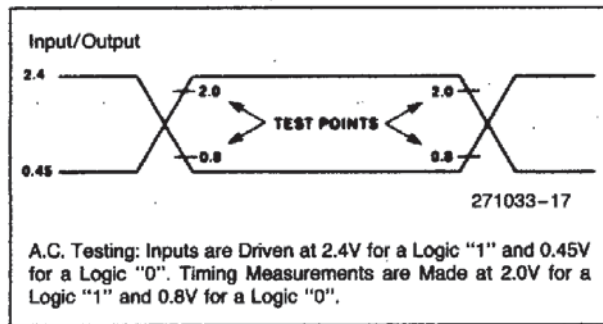 Input/Output
2.4
2.0
2.0
TEST POINTS
0.8
0.8
0.45
271033-17
A.C. Testing: Inputs are Driven at 2.4V for a Logic "1" and 0.45V
for a Logic "0". Timing Measurements are Made at 2.0V for a
Logic "1" and 0.8V for a Logic "0".